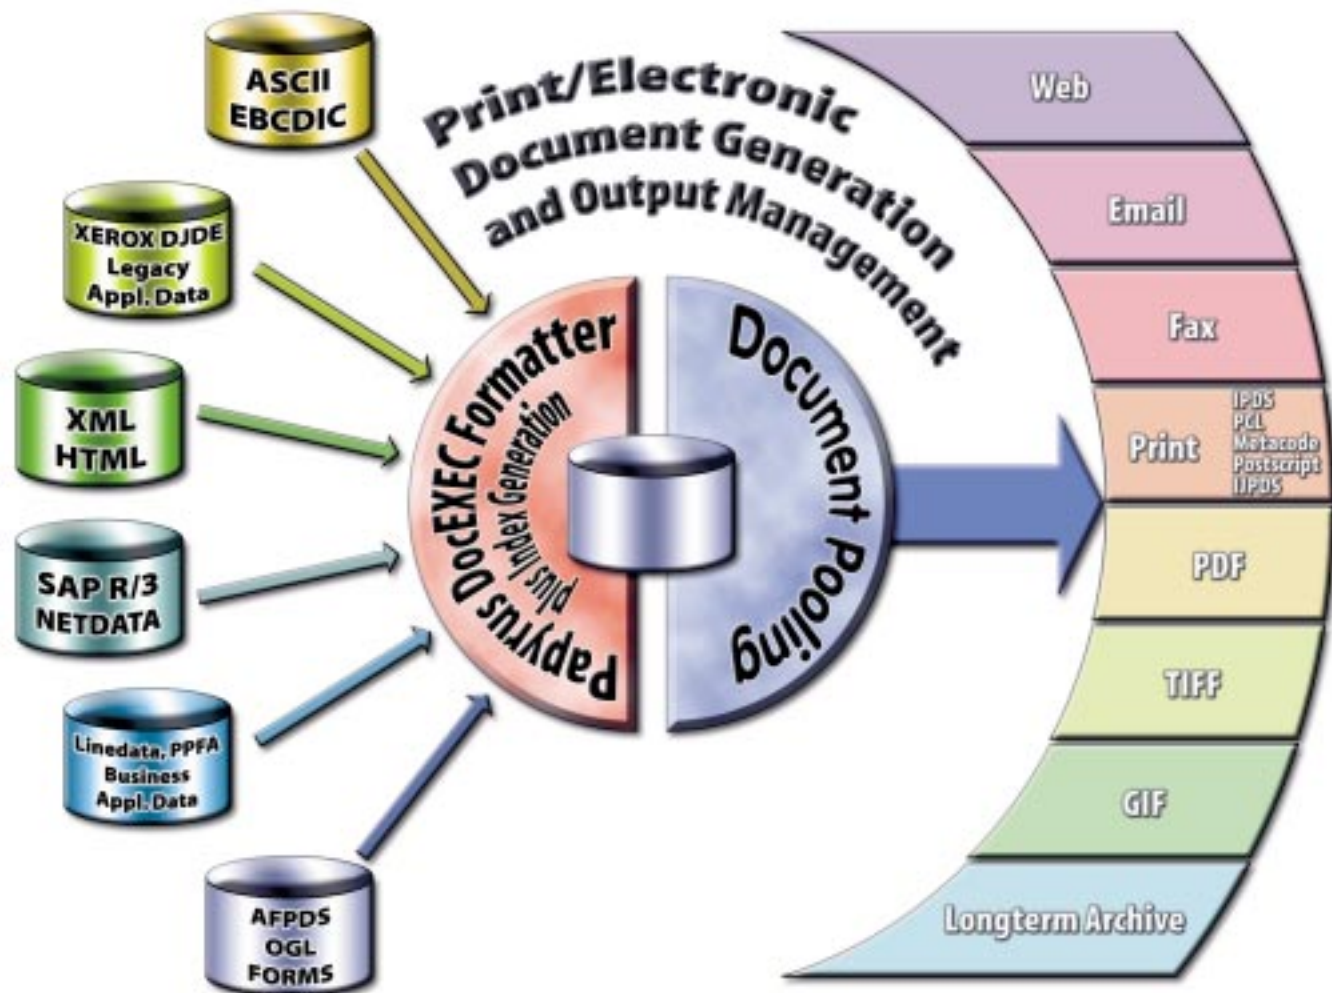 ASCII
EBCDIC
XEROX DJDE
Legacy
Appl. Data
XML
HTML
SAP R/3
NETDATA
Linedata, PPFA
Business
Appl. Data
AFPDS
OGL
FORMS
Print/Electronic
Document Generation
and Output Management
Papyrus DocEXEC Formatter
plus Index Generation
Document Pooling
Web
Email
Fax
Print
IPDS
PCL
Metacode
Postscript
IJPDS
PDF
TIFF
GIF
Longterm Archive